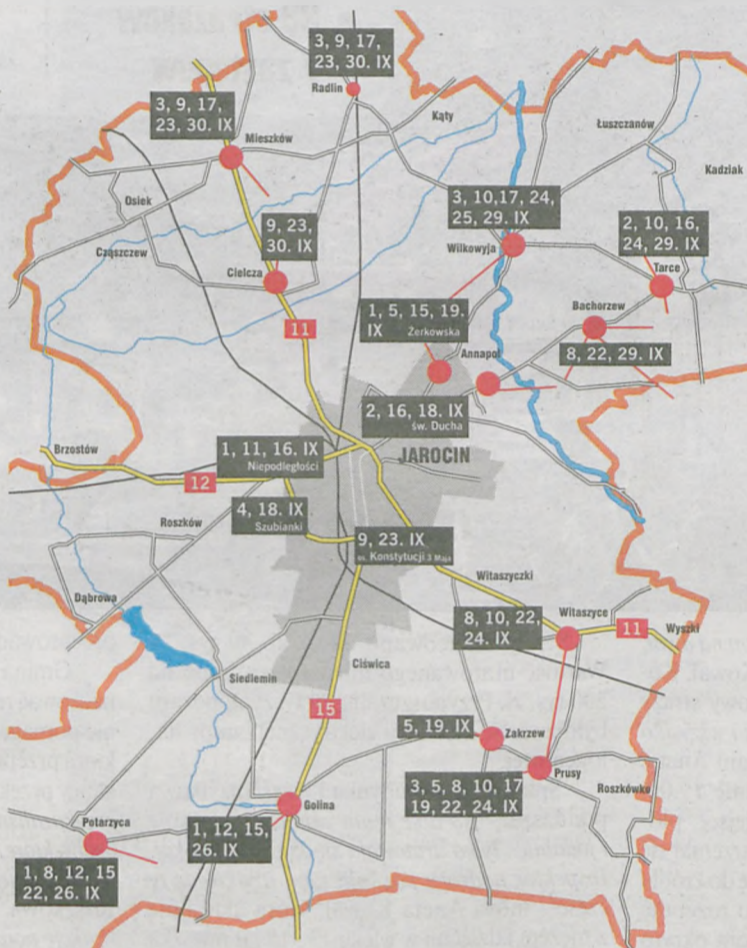 3, 9, 17,
23, 30. IX
Radlin
3, 9, 17,
23, 30. IX
Mieszków
Kąty
Łuszczanów
Kadziak
Osiek
9, 23,
30. IX
3, 10,17, 24,
25, 29. IX
Wilkowyja
2, 10, 16,
24, 29. IX
Tarce
Cząszczew
Cielcza
Bachorzew
11
1, 5, 15, 19.
IX Żerkowska
Annapol
8, 22, 29. IX
2, 16, 18. IX
św. Ducha
Brzostów
1, 11, 16. IX
Niepodległości
JAROCIN
12
4, 18. IX
Szubianki
Roszków
9, 23. IX
Konstytucji 3 Maja
Witaszyczki
Dąbrowa
8, 10, 22,
24. IX
Witaszyce
11
Wyszki
Ciświca
Siedlemin
15
5, 19. IX
Zakrzew
3, 5, 8, 10, 17
19, 22, 24. IX
Prusy
Roszkówko
Potarzyca
1, 12, 15,
26. IX
Golina
1, 8, 12, 15
22, 26. IX